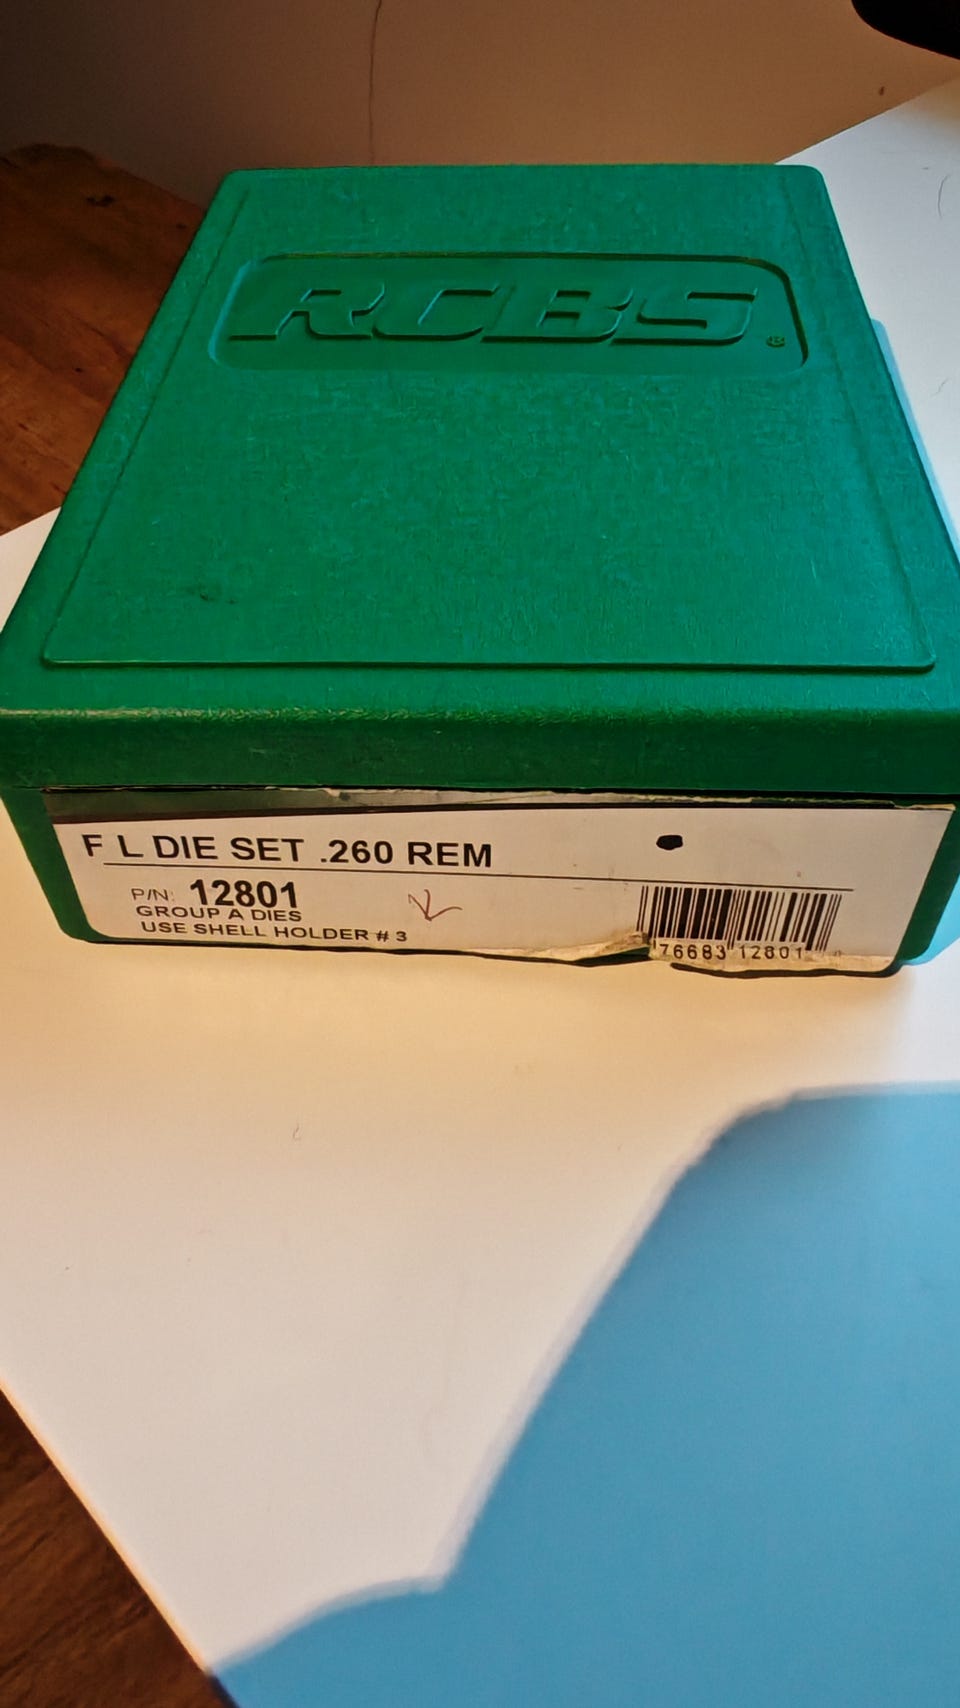 RCBS®
F L DIE SET .260 REM
P/N: 12801
GROUP A DIES
USE SHELL HOLDER # 3
76683 12801